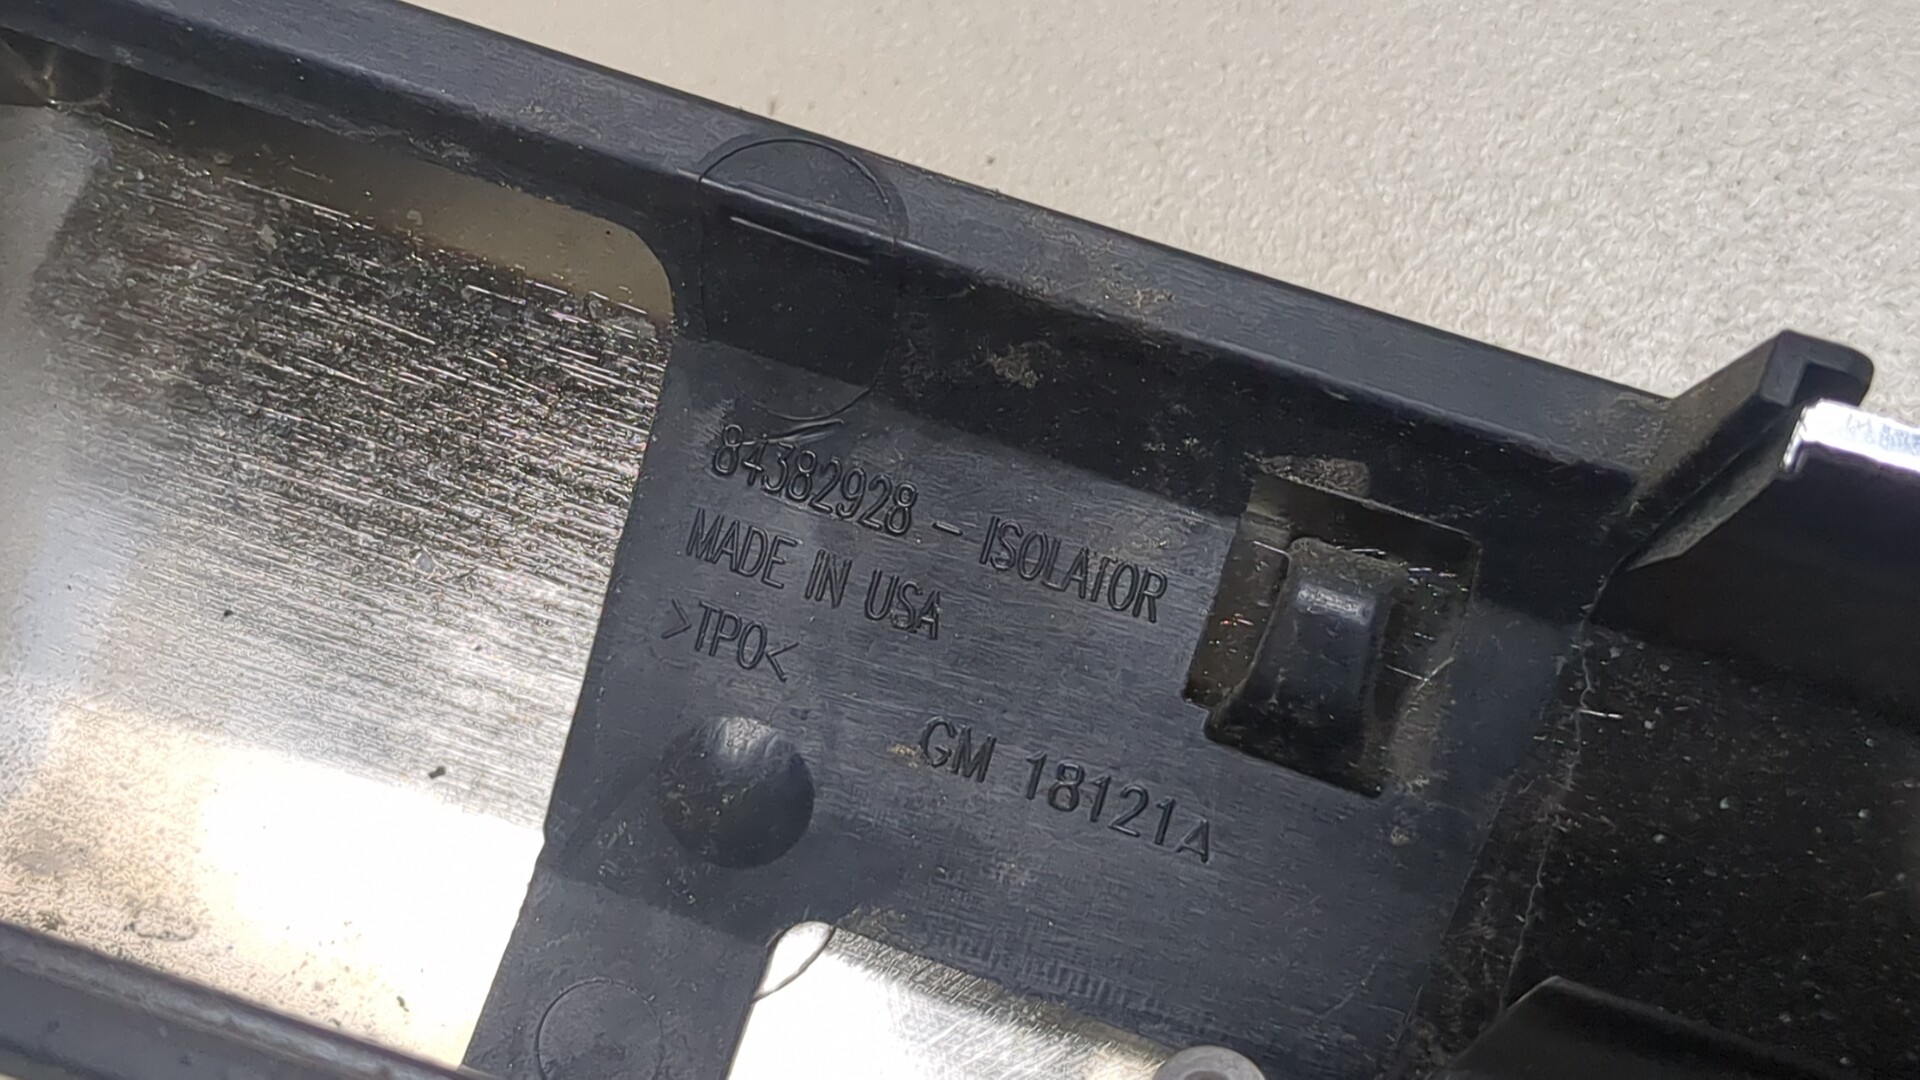 84382928 - ISOLATOR
MADE IN USA
>TPO<
GM 18121A